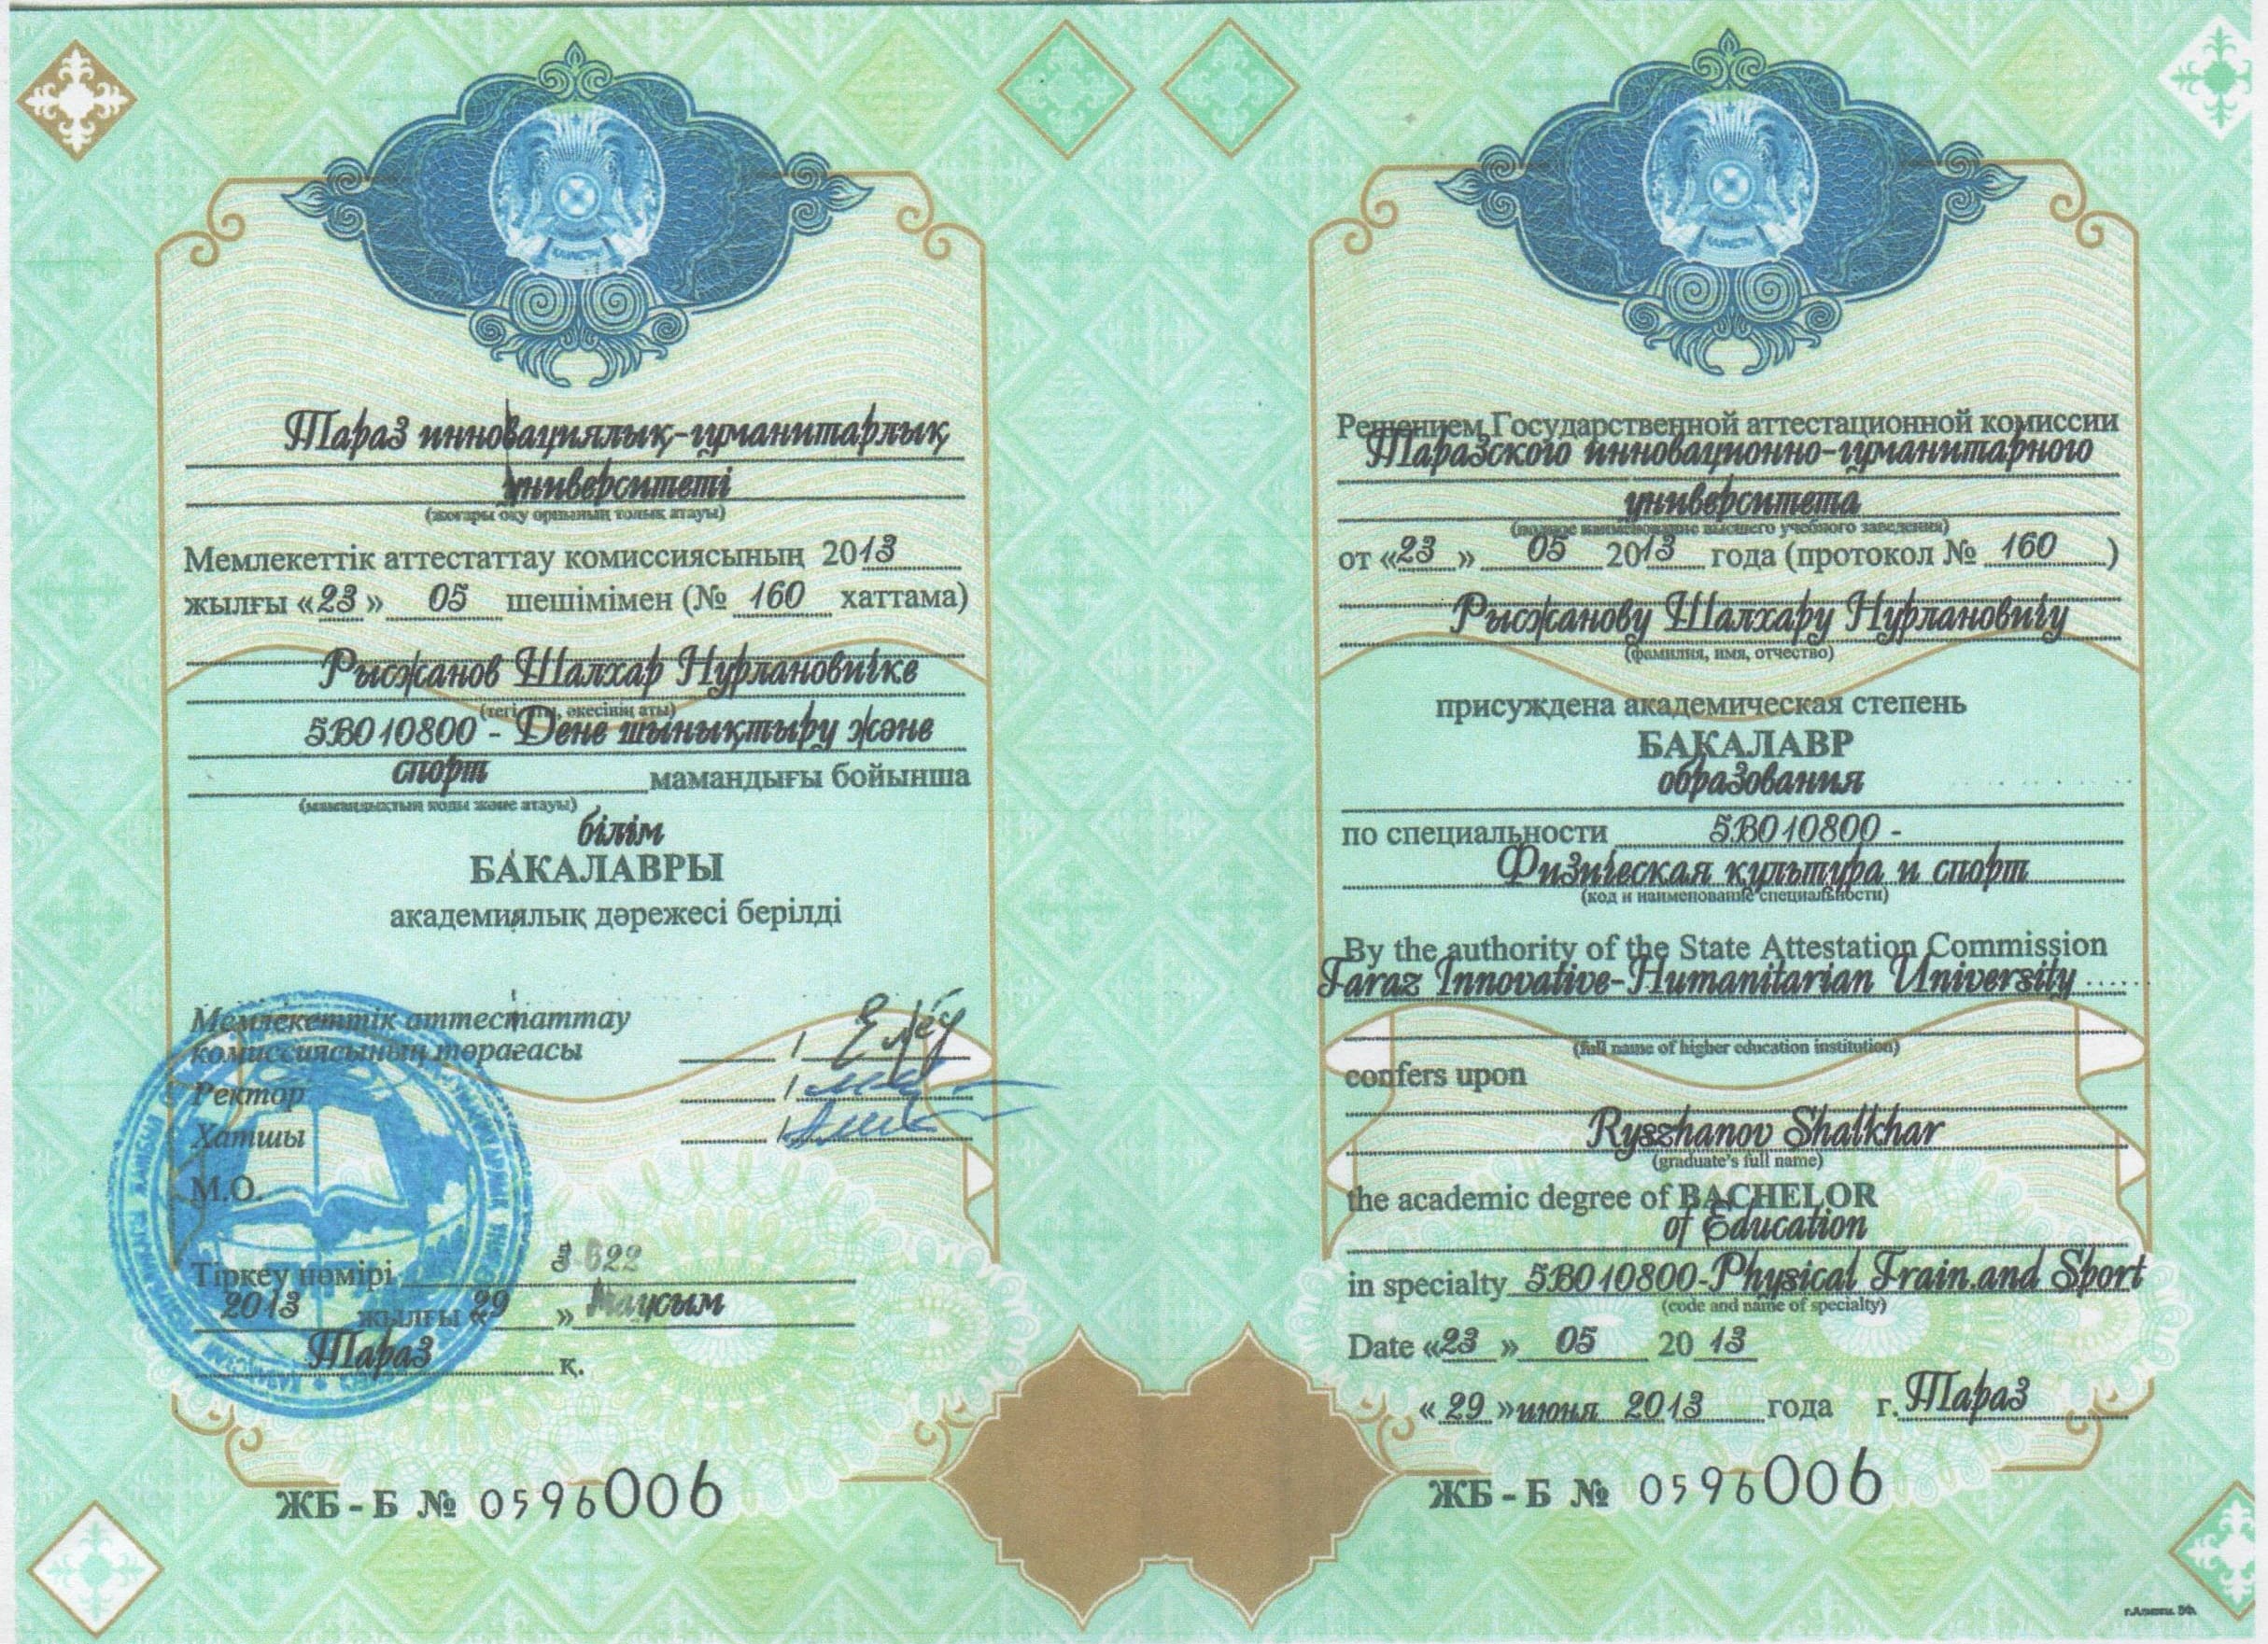 Тараз инновациялық-гуманитарлық
университеті
(жоғары оқу орнының толық атауы)
Мемлекеттік аттестаттау комиссиясының 2013
жылғы «23» 05 шешімімен (№ 160 хаттама)
Рысжанов Шалхар Нурлановичке
(тегі, аты, әкесінің аты)
5В010800 - Дене шынықтыру және
спорт мамандығы бойынша
(мамандықтың коды және атауы)
білім
БАКАЛАВРЫ
академиялық дәрежесі берілді
Мемлекеттік аттестаттау
комиссиясының төрағасы
Ректор
Хатшы
М.О.
Тіркеу нөмірі 622
2013 жылғы «29» Маусым
Тараз қ.
ЖБ-Б № 0596006
ҚАЗАҚСТАН
Решением Государственной аттестационной комиссии
Таразского инновационно-гуманитарного
университета
(полное наименование высшего учебного заведения)
от «23» 05 2013 года (протокол № 160)
Рысжанову Шалхару Нурлановичу
(фамилия, имя, отчество)
присуждена академическая степень
БАКАЛАВР
образования
по специальности 5В010800 -
Физическая культура и спорт
(код и наименование специальности)
By the authority of the State Attestation Commission
Taraz Innovative-Humanitarian University
(full name of higher education institution)
confers upon
Ryszhanov Shalkhar
(graduate's full name)
the academic degree of BACHELOR
of Education
in specialty 5B010800-Physical Train.and Sport
(code and name of specialty)
Date «23» 05 2013
«29» июня 2013 года г. Тараз
ЖБ-Б № 0596006